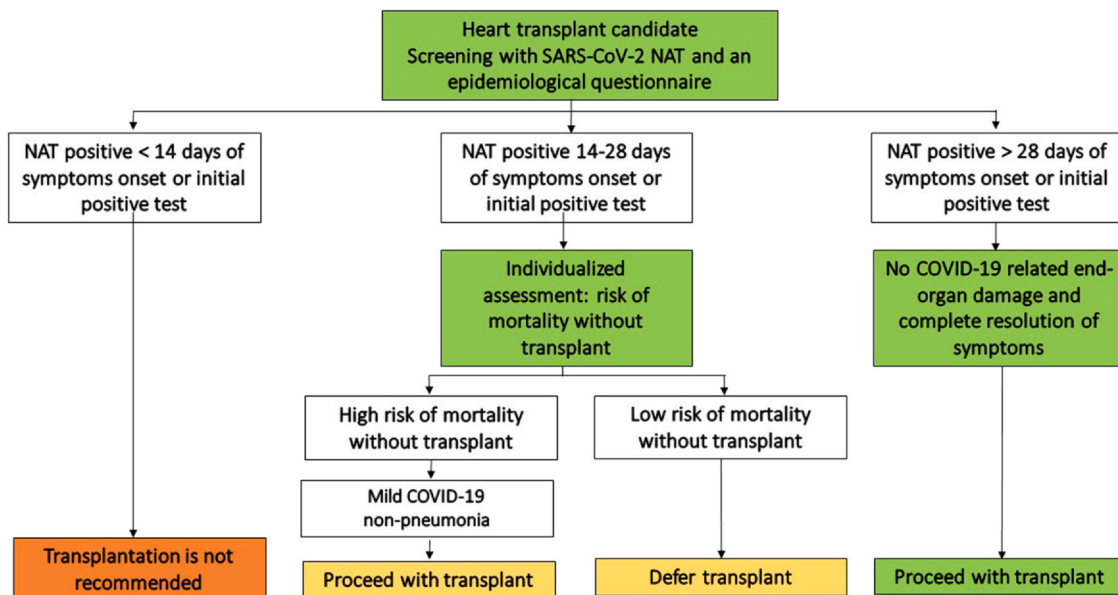 Heart transplant candidate
Screening with SARS-CoV-2 NAT and an
epidemiological questionnaire
NAT positive < 14 days of
symptoms onset or initial
positive test
NAT positive 14-28 days
of symptoms onset or
initial positive test
NAT positive > 28 days of
symptoms onset or initial
positive test
Individualized
assessment: risk of
mortality without
transplant
No COVID-19 related end-
organ damage and
complete resolution of
symptoms
High risk of mortality
without transplant
Low risk of mortality
without transplant
Mild COVID-19
non-pneumonia
Transplantation is not
recommended
Proceed with transplant
Defer transplant
Proceed with transplant